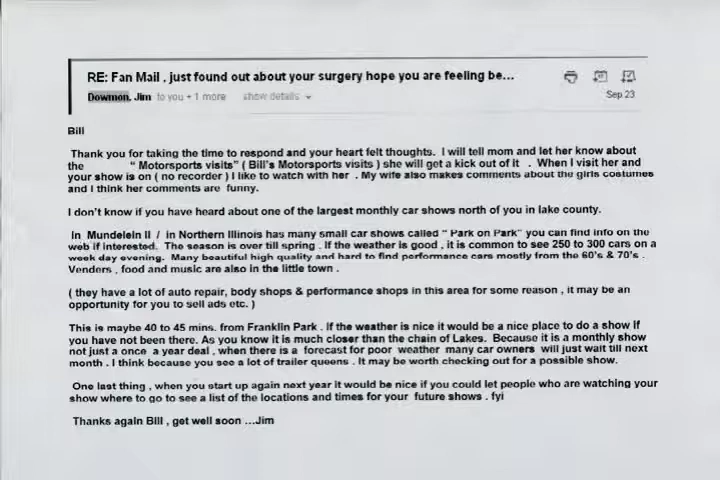 RE: Fan Mail , just found out about your surgery hope you are feeling be...
Dowmon, Jim to you + 1 more show details
Sep 23
Bill
Thank you for taking the time to respond and your heart felt thoughts. I will tell mom and let her know about
the " Motorsports visits" ( Bill's Motorsports visits ) she will get a kick out of it . When I visit her and
your show is on ( no recorder ) I like to watch with her . My wife also makes comments about the girls costumes
and I think her comments are funny.
I don't know if you have heard about one of the largest monthly car shows north of you in lake county.
In Mundelein Il / in Northern Illinois has many small car shows called " Park on Park" you can find info on the
web if interested. The season is over till spring . If the weather is good , it is common to see 250 to 300 cars on a
week day evening. Many beautiful high quality and hard to find performance cars mostly from the 60's & 70's .
Venders , food and music are also in the little town .
( they have a lot of auto repair, body shops & performance shops in this area for some reason , it may be an
opportunity for you to sell ads etc. )
This is maybe 40 to 45 mins. from Franklin Park . If the weather is nice it would be a nice place to do a show if
you have not been there. As you know it is much closer than the chain of Lakes. Because it is a monthly show
not just a once a year deal , when there is a forecast for poor weather many car owners will just wait till next
month . I think because you see a lot of trailer queens . It may be worth checking out for a possible show.
One last thing , when you start up again next year it would be nice if you could let people who are watching your
show where to go to see a list of the locations and times for your future shows . fyi
Thanks again Bill , get well soon ...Jim